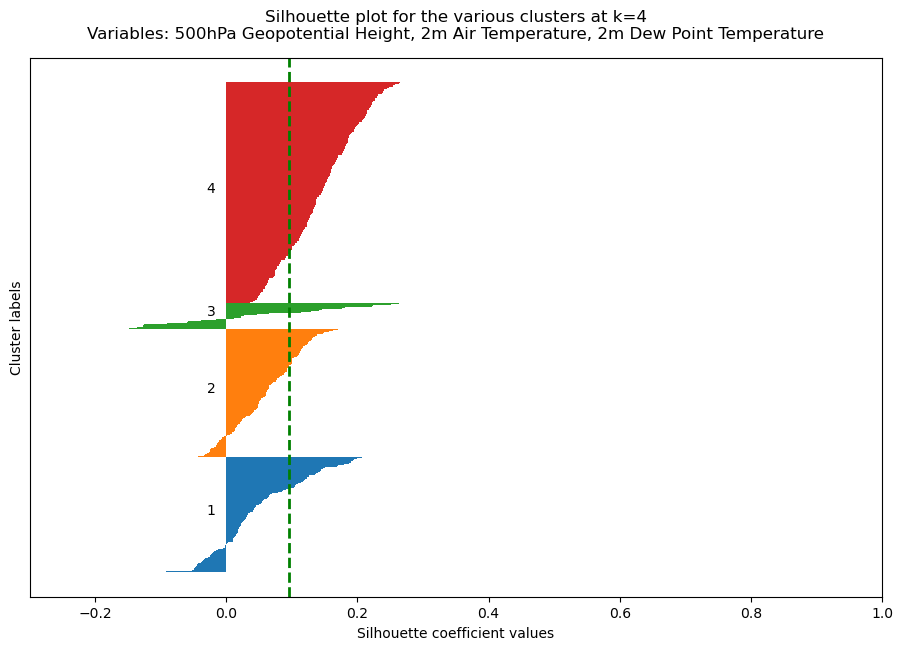 Silhouette plot for the various clusters at k=4
Variables: 500hPa Geopotential Height, 2m Air Temperature, 2m Dew Point Temperature
Cluster labels
4
3
2
1
−0.2 0.0 0.2 0.4 0.6 0.8 1.0
Silhouette coefficient values